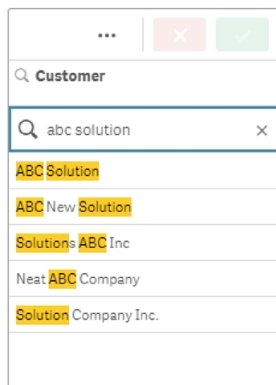 Customer
abc solution
ABC Solution
ABC New Solution
Solutions ABC Inc
Neat ABC Company
Solution Company Inc.